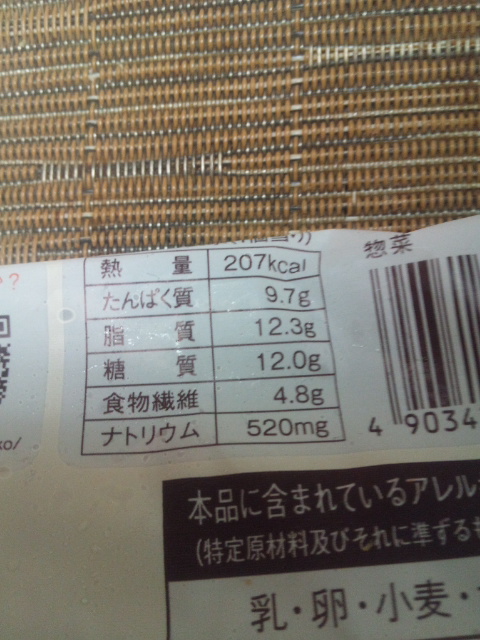 惣菜
熱量 207kcal
たんぱく質 9.7g
脂質 12.3g
糖質 12.0g
食物繊維 4.8g
ナトリウム 520mg
4 9034
ko/
本品に含まれているアレル
(特定原材料及びそれに準ずる
乳・卵・小麦・